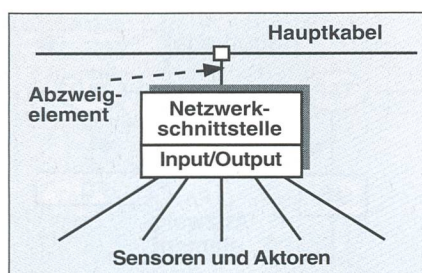 Hauptkabel
Abzweig-
element
Netzwerk-
schnittstelle
Input/Output
Sensoren und Aktoren